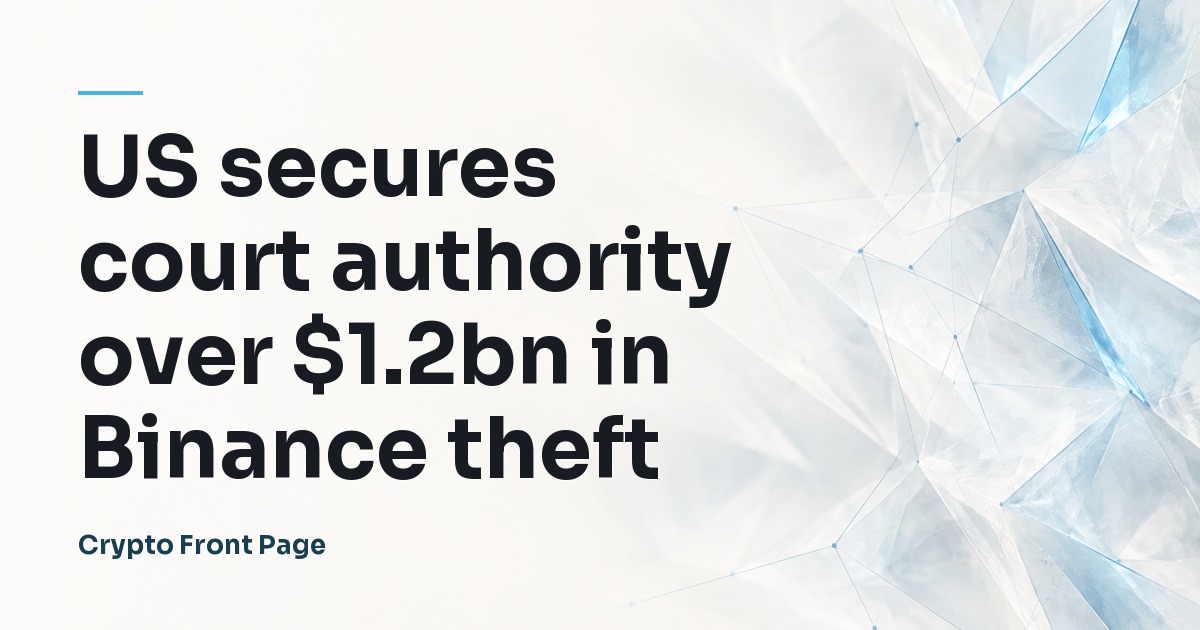 US secures
court authority
over $1.2bn in
Binance theft
Crypto Front Page